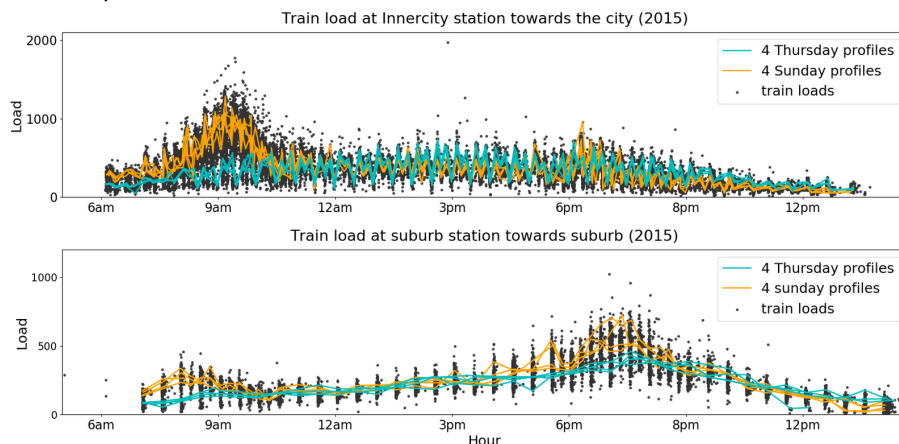 Train load at Innercity station towards the city (2015)
2000
1000
0
Load
4 Thursday profiles
4 Sunday profiles
train loads
6am 9am 12am 3pm 6pm 8pm 12pm
Train load at suburb station towards suburb (2015)
1000
500
0
Load
4 Thursday profiles
4 sunday profiles
train loads
6am 9am 12am 3pm 6pm 8pm 12pm
Hour